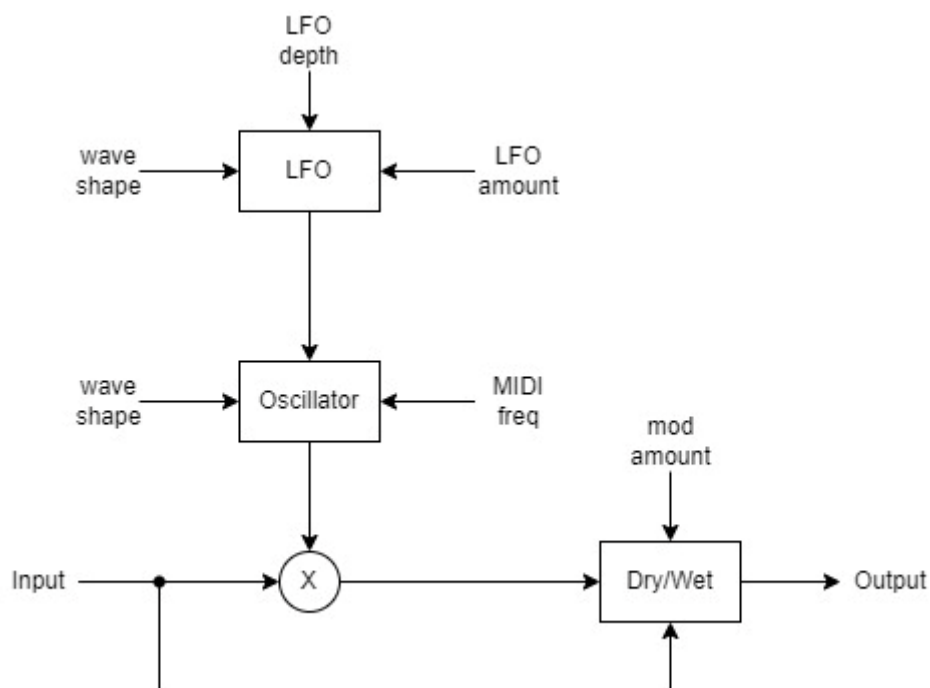 LFO
depth
wave
shape
LFO
LFO
amount
wave
shape
Oscillator
MIDI
freq
mod
amount
Input
X
Dry/Wet
Output